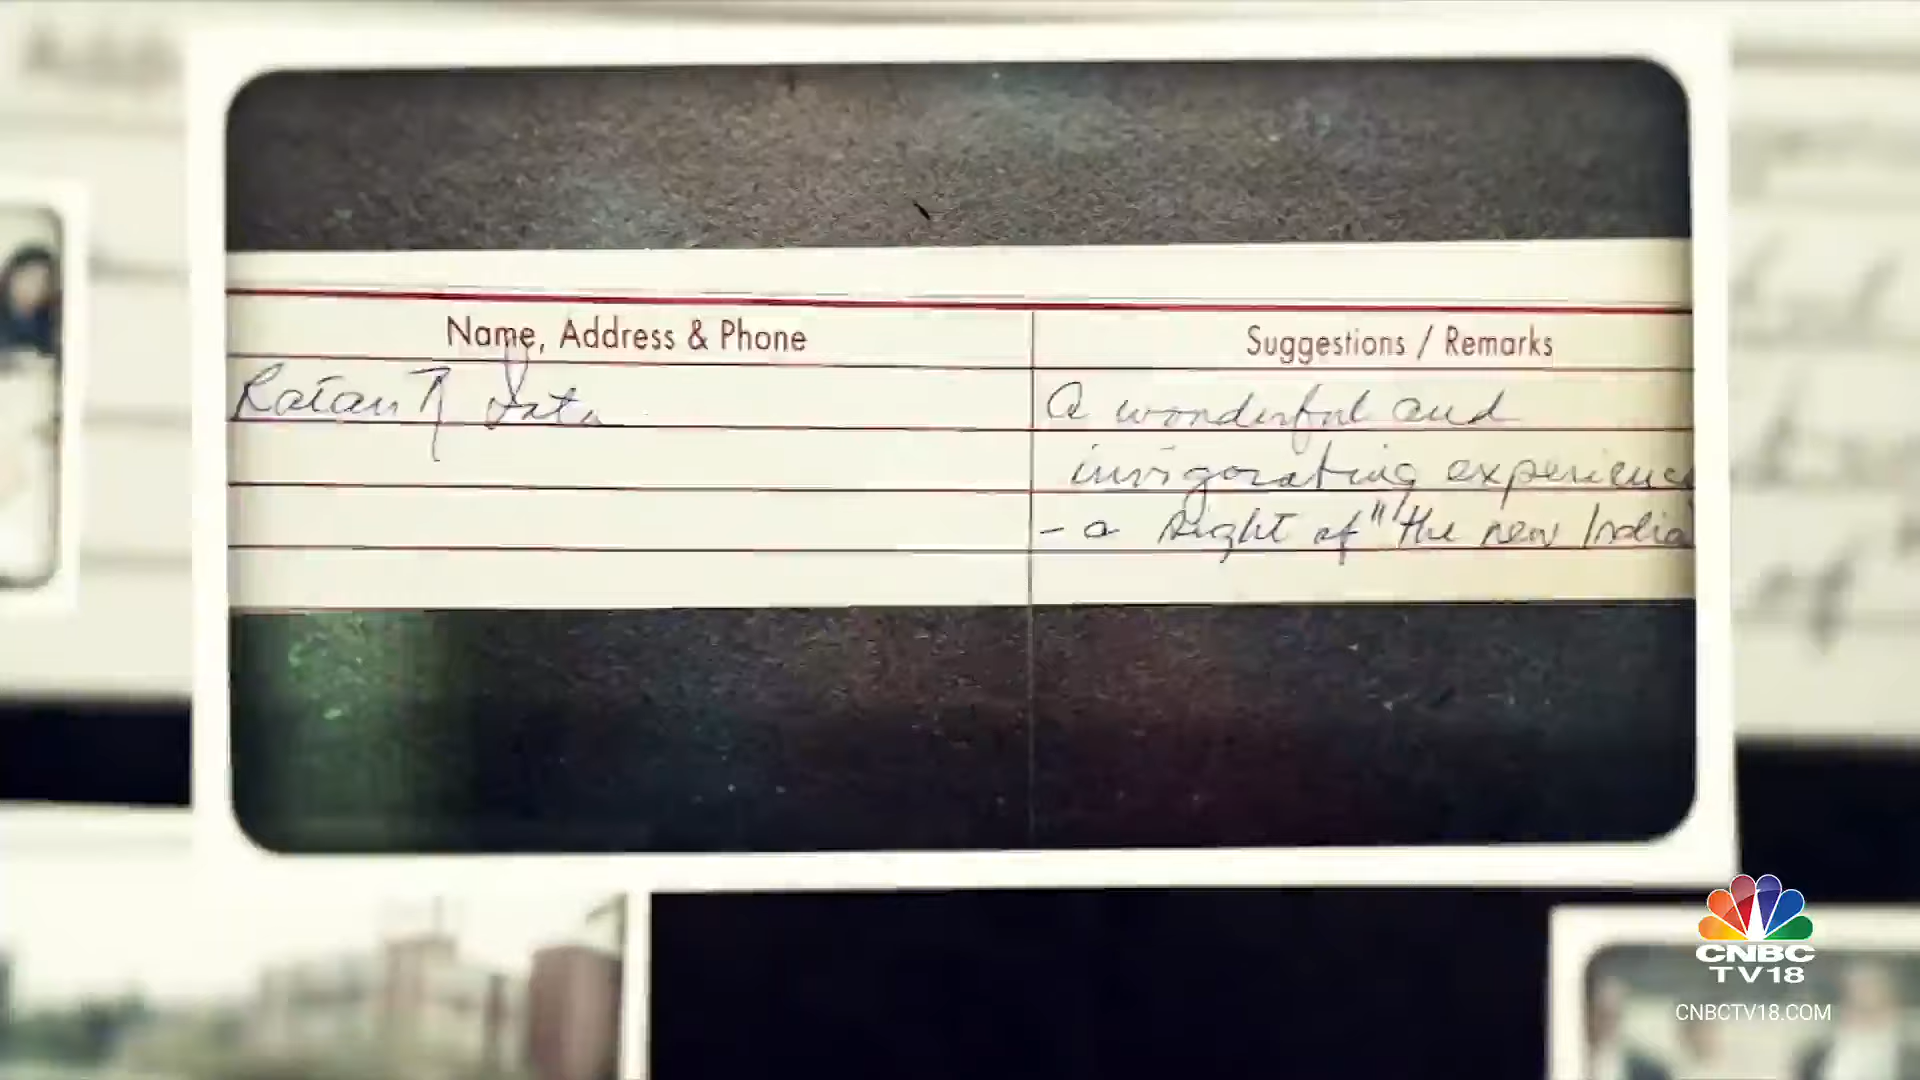 Name, Address & Phone
Suggestions / Remarks
Ratan N Tata
A wonderful and
invigorating experienc
- a sight of "the new India
CNBC
TV18
CNBCTV18.COM